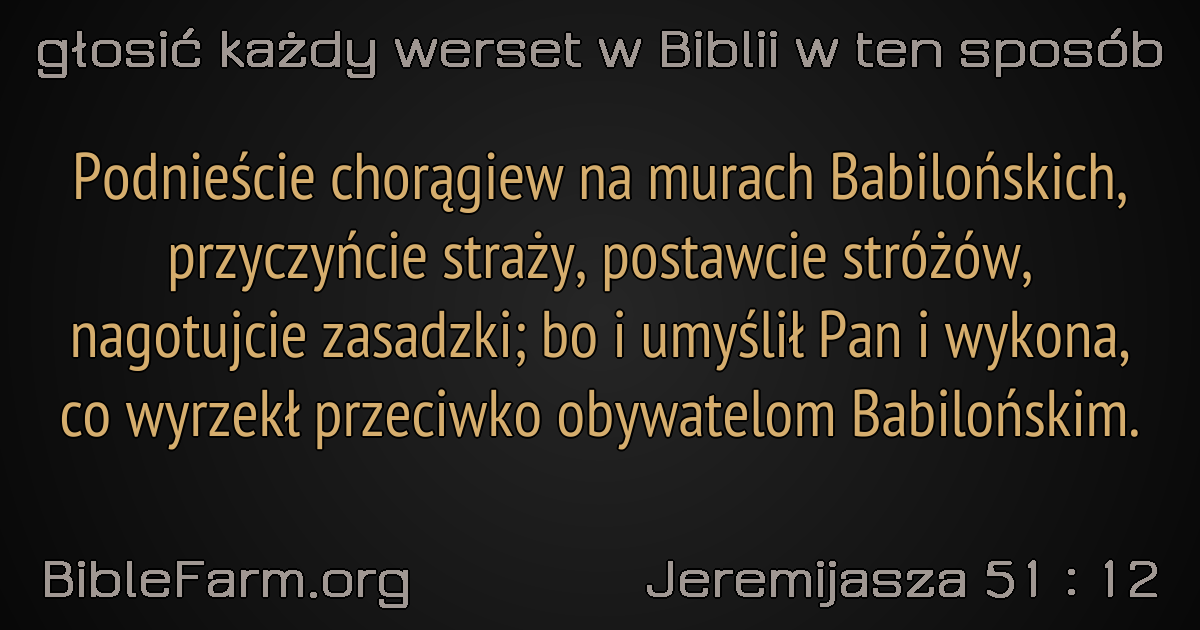 głosić każdy werset w Biblii w ten sposób
Podnieście chorągiew na murach Babilońskich,
przyczyńcie straży, postawcie stróżów,
nagotujcie zasadzki; bo i umyślił Pan i wykona,
co wyrzekł przeciwko obywatelom Babilońskim.
BibleFarm.org
Jeremijasza 51 : 12